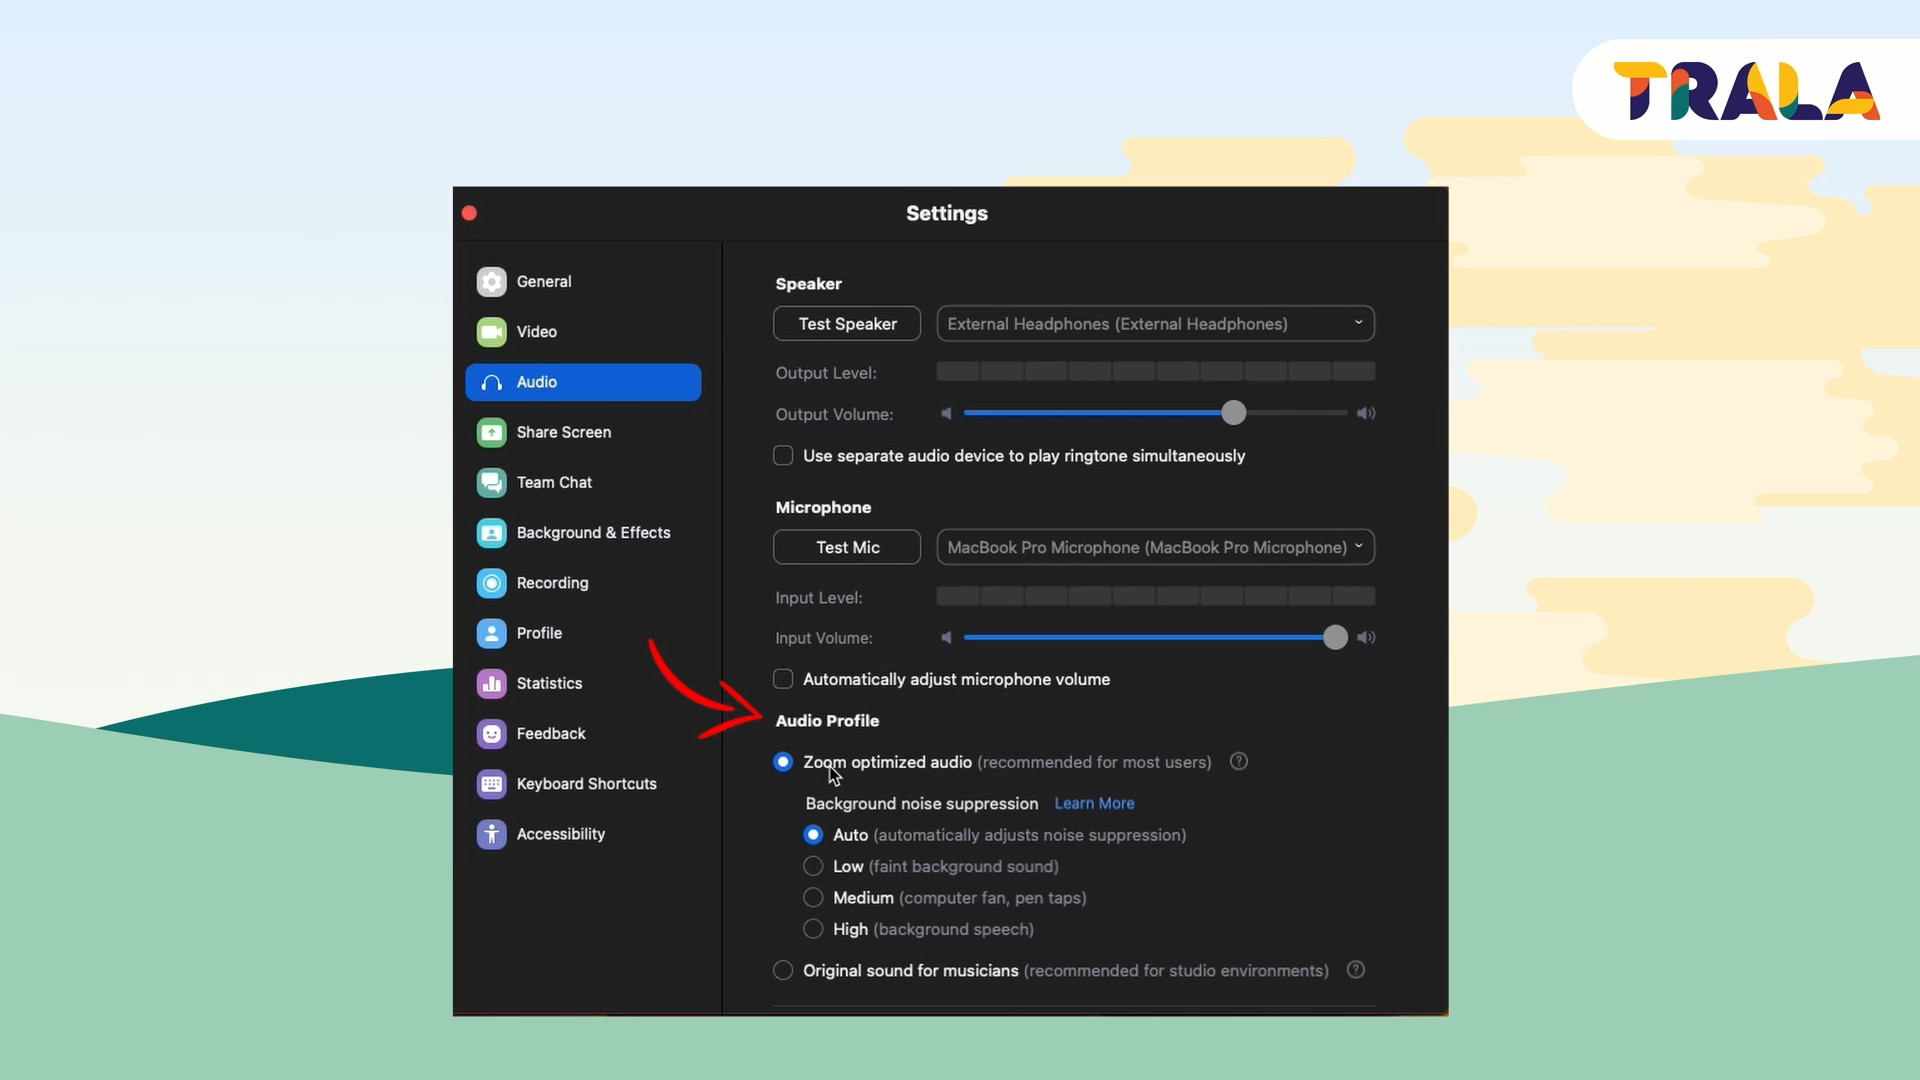 TRALA
Settings
General
Video
Audio
Share Screen
Team Chat
Background & Effects
Recording
Profile
Statistics
Feedback
Keyboard Shortcuts
Accessibility
Speaker
Test Speaker
External Headphones (External Headphones)
Output Level:
Output Volume:
Use separate audio device to play ringtone simultaneously
Microphone
Test Mic
MacBook Pro Microphone (MacBook Pro Microphone)
Input Level:
Input Volume:
Automatically adjust microphone volume
Audio Profile
Zoom optimized audio (recommended for most users) ?
Background noise suppression Learn More
Auto (automatically adjusts noise suppression)
Low (faint background sound)
Medium (computer fan, pen taps)
High (background speech)
Original sound for musicians (recommended for studio environments) ?